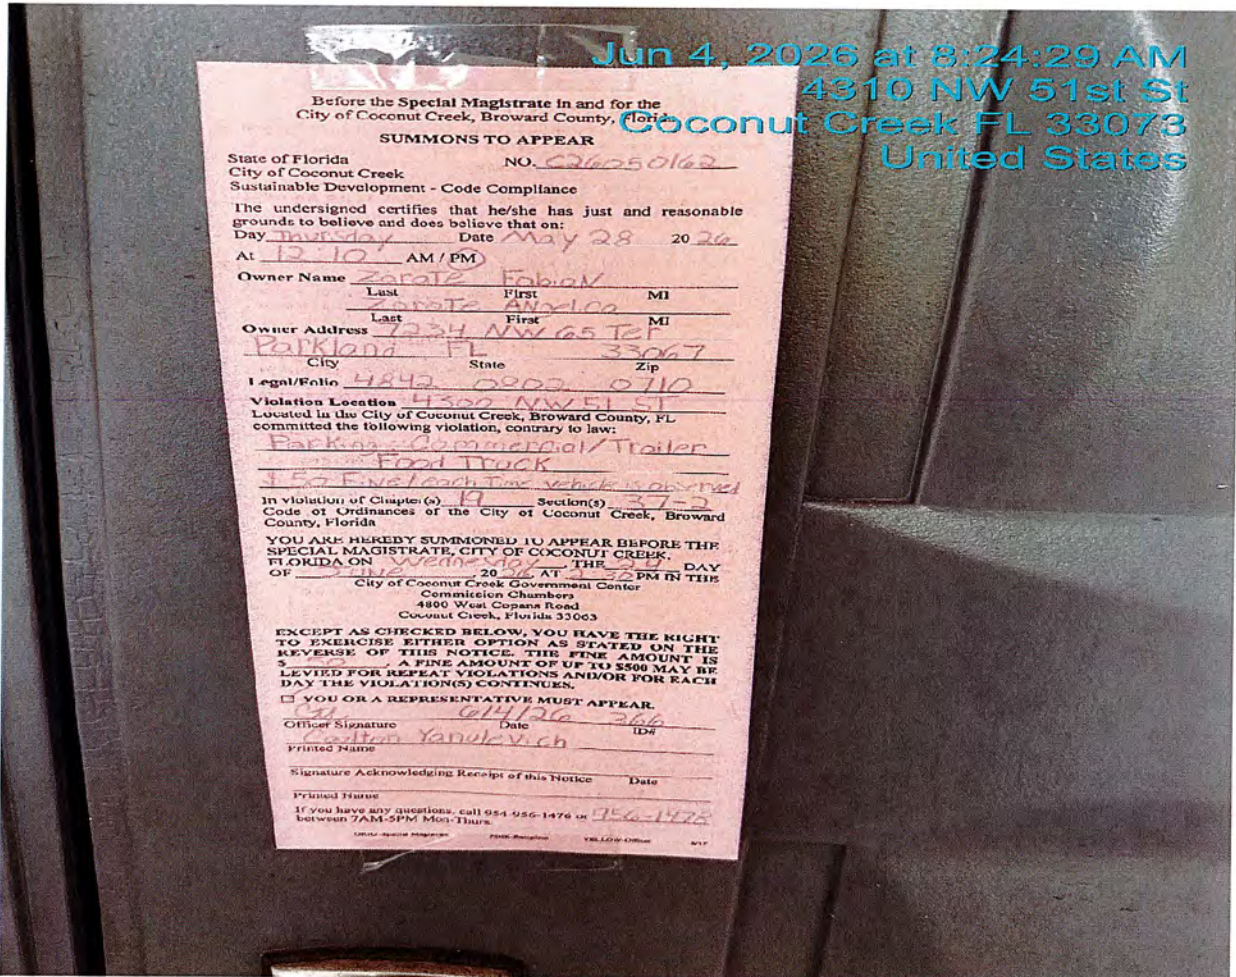 Jun 4, 2026 at 8:24:29 AM
4310 NW 51st St
Coconut Creek FL 33073
United States
Before the Special Magistrate in and for the
City of Coconut Creek, Broward County, Florida
SUMMONS TO APPEAR
State of Florida NO. C26050162
City of Coconut Creek
Sustainable Development - Code Compliance
The undersigned certifies that he/she has just and reasonable
grounds to believe and does believe that on:
Day Thursday Date May 28 20 26
At 12:10 AM / PM
Owner Name Zarate Fabian
Last First MI
Zarate Angelica
Last First MI
Owner Address 7234 NW 65 Ter
Parkland FL 33067
City State Zip
Legal/Folio 4842 0802 0710
Violation Location 4300 NW 51 ST
Located in the City of Coconut Creek, Broward County, FL
committed the following violation, contrary to law:
Parking - Commercial/Trailer
Food Truck
$50 Fine/each Time vehicle is observed
In violation of Chapter(s) 19 Section(s) 37-2
Code of Ordinances of the City of Coconut Creek, Broward
County, Florida
YOU ARE HEREBY SUMMONED TO APPEAR BEFORE THE
SPECIAL MAGISTRATE, CITY OF COCONUT CREEK,
FLORIDA ON Wednesday, THE 24 DAY
OF June, 20 26 AT 2:30 PM IN THE
City of Coconut Creek Government Center
Commission Chambers
4800 West Copans Road
Coconut Creek, Florida 33063
EXCEPT AS CHECKED BELOW, YOU HAVE THE RIGHT
TO EXERCISE EITHER OPTION AS STATED ON THE
REVERSE OF THIS NOTICE. THE FINE AMOUNT IS
$ 50. A FINE AMOUNT OF UP TO $500 MAY BE
LEVIED FOR REPEAT VIOLATIONS AND/OR FOR EACH
DAY THE VIOLATION(S) CONTINUES.
☐ YOU OR A REPRESENTATIVE MUST APPEAR.
6/4/26 266
Officer Signature Date ID#
Carlton Yanulevich
Printed Name
Signature Acknowledging Receipt of this Notice Date
Printed Name
If you have any questions, call 954-956-1476 or 956-1478
between 7AM-5PM Mon-Thurs.
YELLOW-Officer 8/17